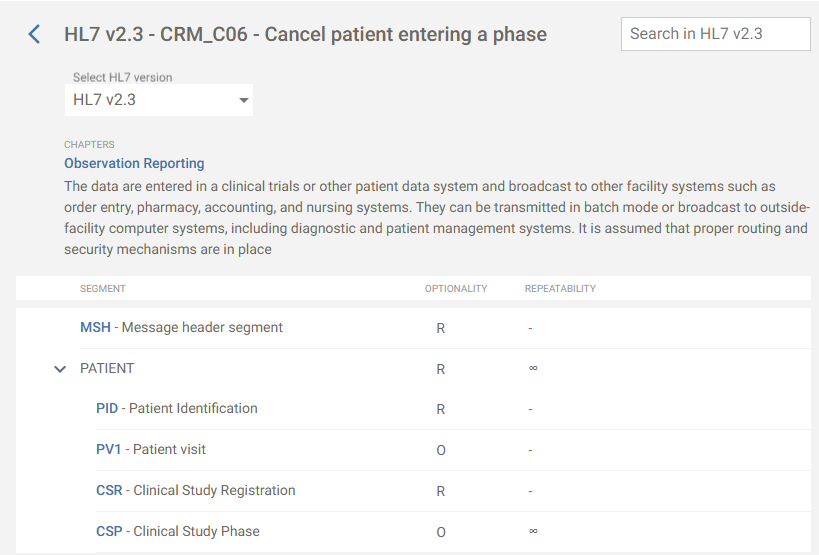 HL7 v2.3 - CRM_C06 - Cancel patient entering a phase
Search in HL7 v2.3
Select HL7 version
HL7 v2.3
CHAPTERS
Observation Reporting
The data are entered in a clinical trials or other patient data system and broadcast to other facility systems such as
order entry, pharmacy, accounting, and nursing systems. They can be transmitted in batch mode or broadcast to outside-
facility computer systems, including diagnostic and patient management systems. It is assumed that proper routing and
security mechanisms are in place
SEGMENT OPTIONALITY REPEATABILITY
MSH - Message header segment R -
PATIENT R ∞
PID - Patient Identification R -
PV1 - Patient visit O -
CSR - Clinical Study Registration R -
CSP - Clinical Study Phase O ∞